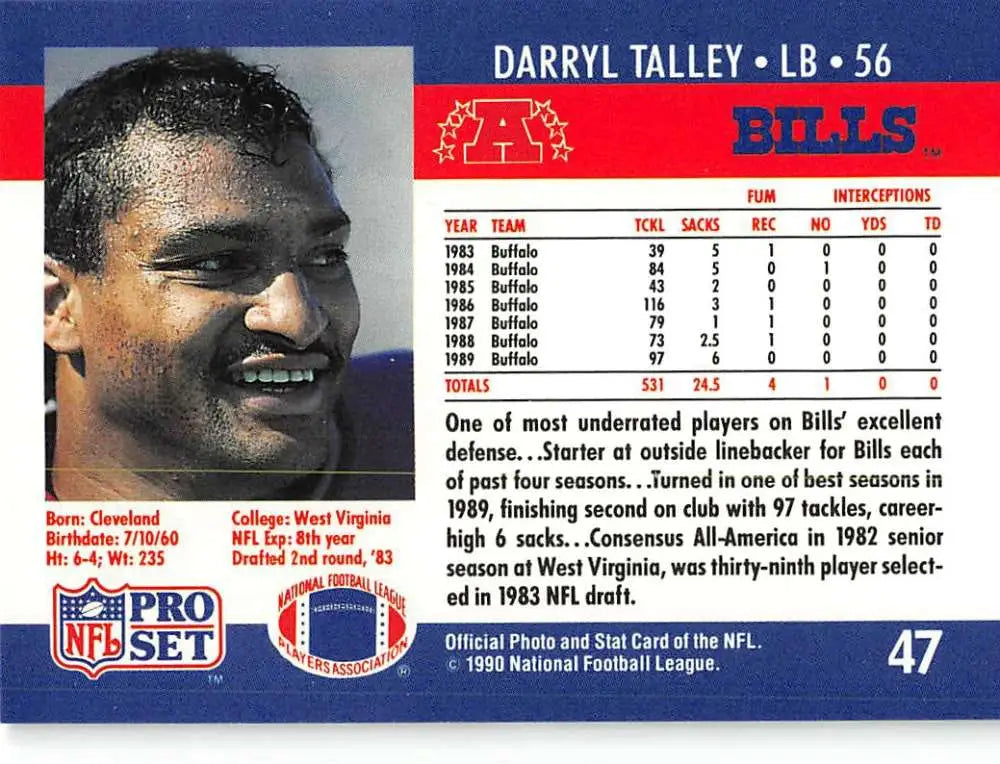 DARRYL TALLEY • LB • 56
A
BILLS TM
FUM INTERCEPTIONS
YEAR TEAM TCKL SACKS REC NO YDS TD
1983 Buffalo 39 5 1 0 0 0
1984 Buffalo 84 5 0 1 0 0
1985 Buffalo 43 2 0 0 0 0
1986 Buffalo 116 3 1 0 0 0
1987 Buffalo 79 1 1 0 0 0
1988 Buffalo 73 2.5 1 0 0 0
1989 Buffalo 97 6 0 0 0 0
TOTALS 531 24.5 4 1 0 0
One of most underrated players on Bills' excellent
defense...Starter at outside linebacker for Bills each
of past four seasons...Turned in one of best seasons in
1989, finishing second on club with 97 tackles, career-
high 6 sacks...Consensus All-America in 1982 senior
season at West Virginia, was thirty-ninth player select-
ed in 1983 NFL draft.
Born: Cleveland
Birthdate: 7/10/60
Ht: 6-4; Wt: 235
College: West Virginia
NFL Exp: 8th year
Drafted 2nd round, '83
NFL PRO
SET TM
NATIONAL FOOTBALL LEAGUE
PLAYERS ASSOCIATION ®
Official Photo and Stat Card of the NFL.
© 1990 National Football League.
47